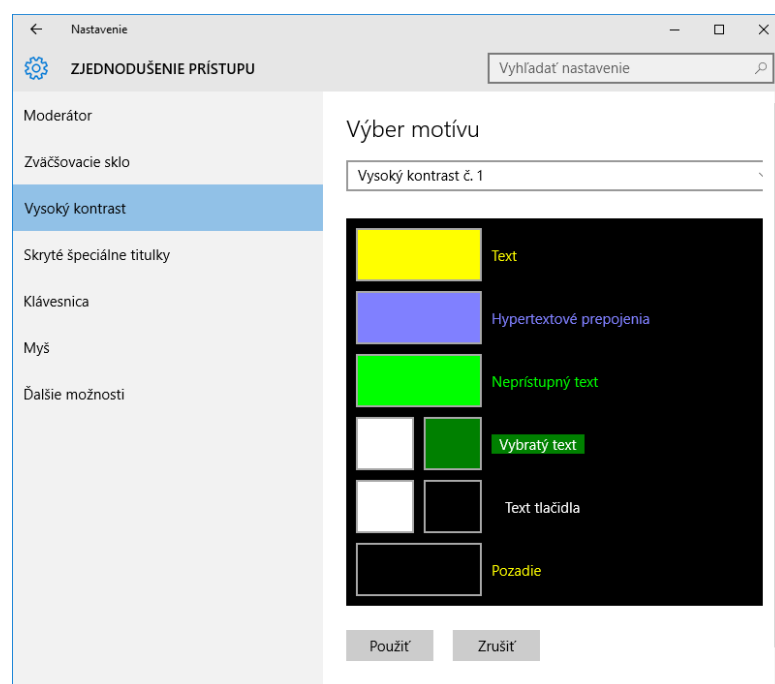 Nastavenie
ZJEDNODUŠENIE PRÍSTUPU
Vyhľadať nastavenie
Moderátor
Zväčšovacie sklo
Vysoký kontrast
Skryté špeciálne titulky
Klávesnica
Myš
Ďalšie možnosti
Výber motívu
Vysoký kontrast č. 1
Text
Hypertextové prepojenia
Neprístupný text
Vybratý text
Text tlačidla
Pozadie
Použiť
Zrušiť